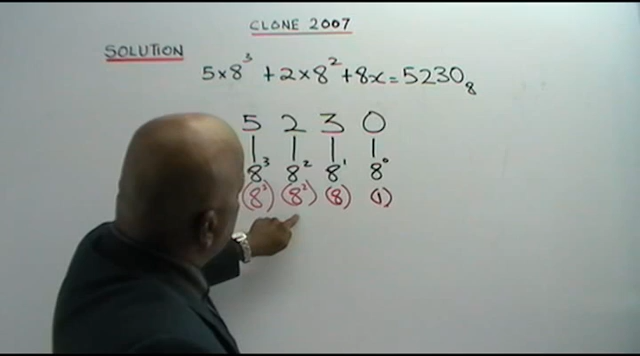 CLONE 2007
SOLUTION
5×8³ + 2×8² + 8x = 5230₈
5 2 3 0
8³ 8² 8¹ 8⁰
(8³) (8²) (8) (1)